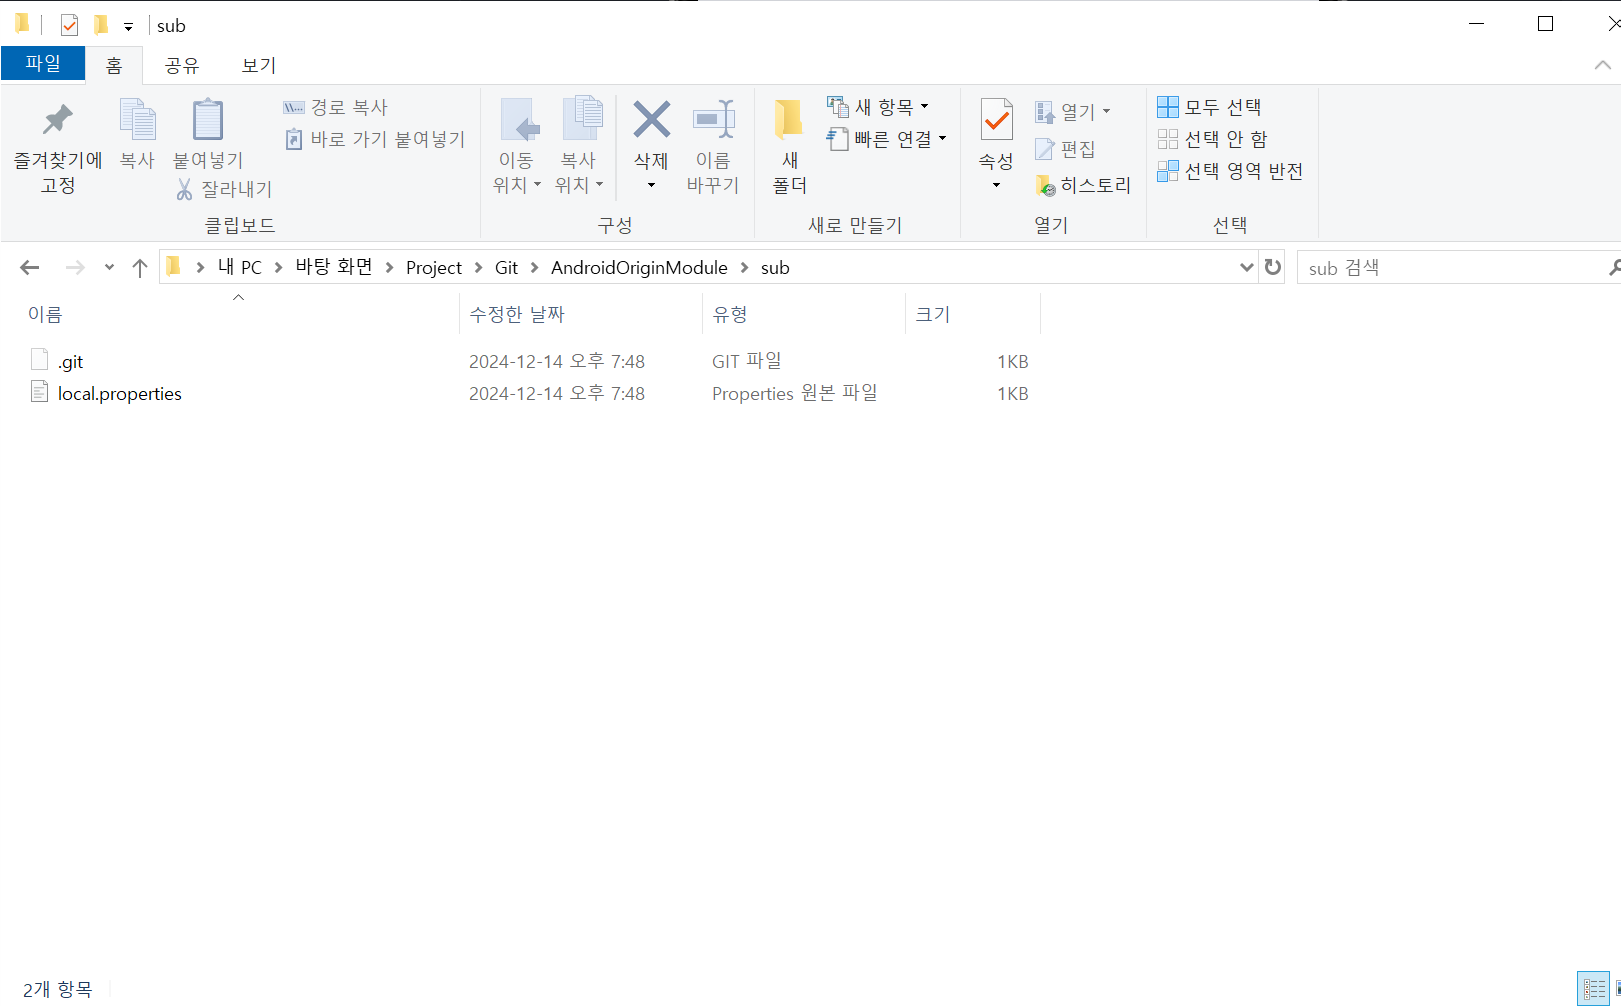 sub
파일 홈 공유 보기
즐겨찾기에 고정
복사
붙여넣기
경로 복사
바로 가기 붙여넣기
잘라내기
클립보드
이동 위치
복사 위치
삭제
이름 바꾸기
구성
새 폴더
새 항목
빠른 연결
새로 만들기
속성
열기
편집
히스토리
열기
모두 선택
선택 안 함
선택 영역 반전
선택
내 PC 바탕 화면 Project Git AndroidOriginModule sub
sub 검색
이름 수정한 날짜 유형 크기
.git 2024-12-14 오후 7:48 GIT 파일 1KB
local.properties 2024-12-14 오후 7:48 Properties 원본 파일 1KB
2개 항목